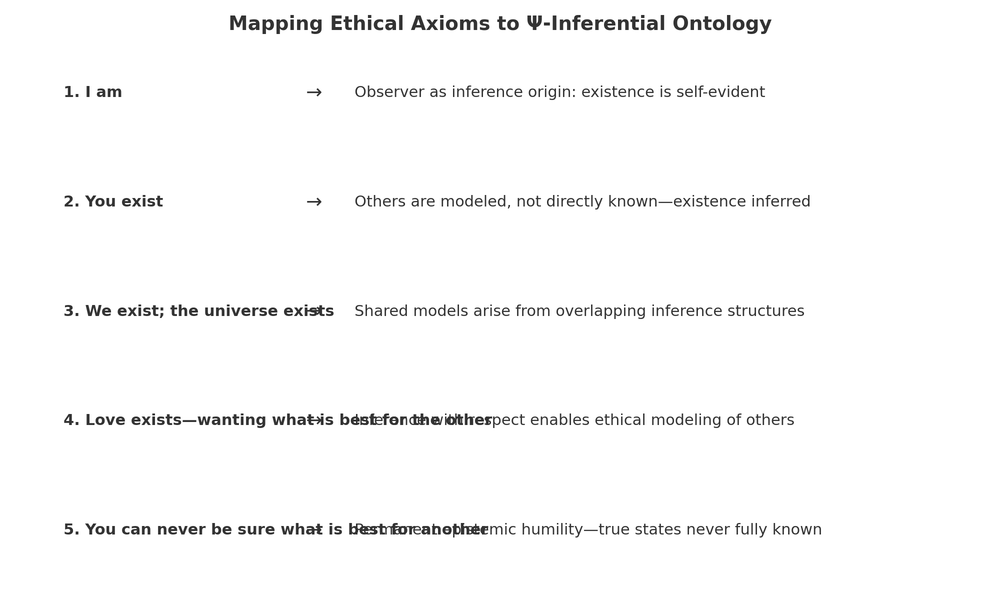 Mapping Ethical Axioms to Ψ-Inferential Ontology
1. I am → Observer as inference origin: existence is self-evident
2. You exist → Others are modeled, not directly known—existence inferred
3. We exist; the universe exists → Shared models arise from overlapping inference structures
4. Love exists—wanting what is best for the other → Inference with respect enables ethical modeling of others
5. You can never be sure what is best for another → Permanent epistemic humility—true states never fully known